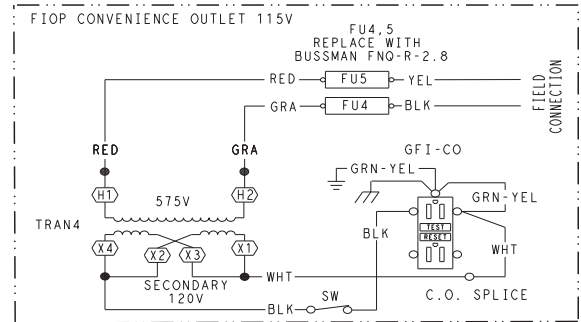 FIOP CONVENIENCE OUTLET 115V
FU4,5
REPLACE WITH
BUSSMAN FNQ-R-2.8
RED FU5 YEL
GRA FU4 BLK
FIELD
CONNECTION
RED GRA
GFI-CO
GRN-YEL
H1 575V H2
GRN-YEL
TRAN4
TEST
RESET
BLK
X4 X2 X3 X1
WHT
WHT
SECONDARY
120V
SW
C.O. SPLICE
BLK